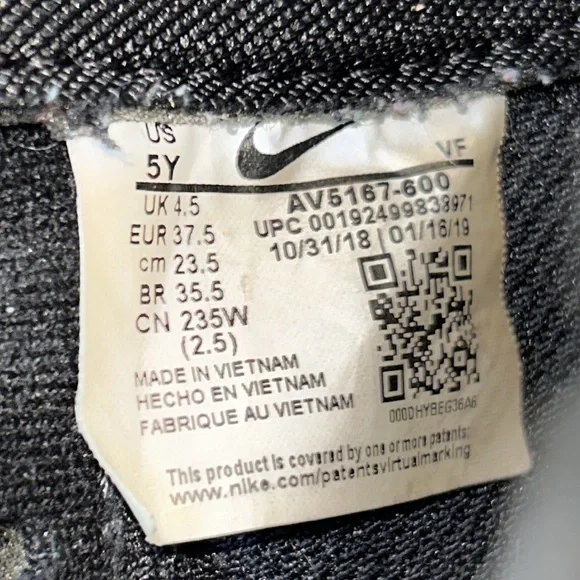 US
5Y
VF
UK 4.5
EUR 37.5
cm 23.5
BR 35.5
CN 235W
(2.5)
AV5167-600
UPC 00192499839971
10/31/18 | 01/16/19
000DHYBEG36A6
MADE IN VIETNAM
HECHO EN VIETNAM
FABRIQUE AU VIETNAM
This product is covered by one or more patents:
www.nike.com/patentsvirtualmarking